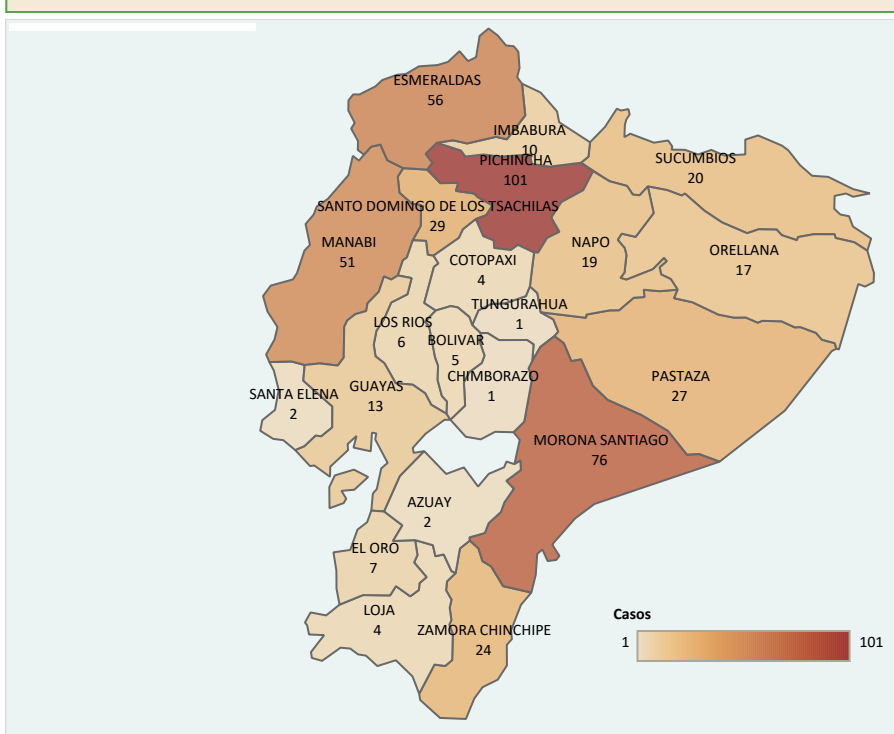 ESMERALDAS
56
IMBABURA
10
PICHINCHA
101
SUCUMBIOS
20
SANTO DOMINGO DE LOS TSACHILAS
29
MANABI
51
NAPO
19
ORELLANA
17
COTOPAXI
4
TUNGURAHUA
1
LOS RIOS
6
BOLIVAR
5
CHIMBORAZO
1
PASTAZA
27
SANTA ELENA
2
GUAYAS
13
MORONA SANTIAGO
76
AZUAY
2
EL ORO
7
LOJA
4
ZAMORA CHINCHIPE
24
Casos
1 101